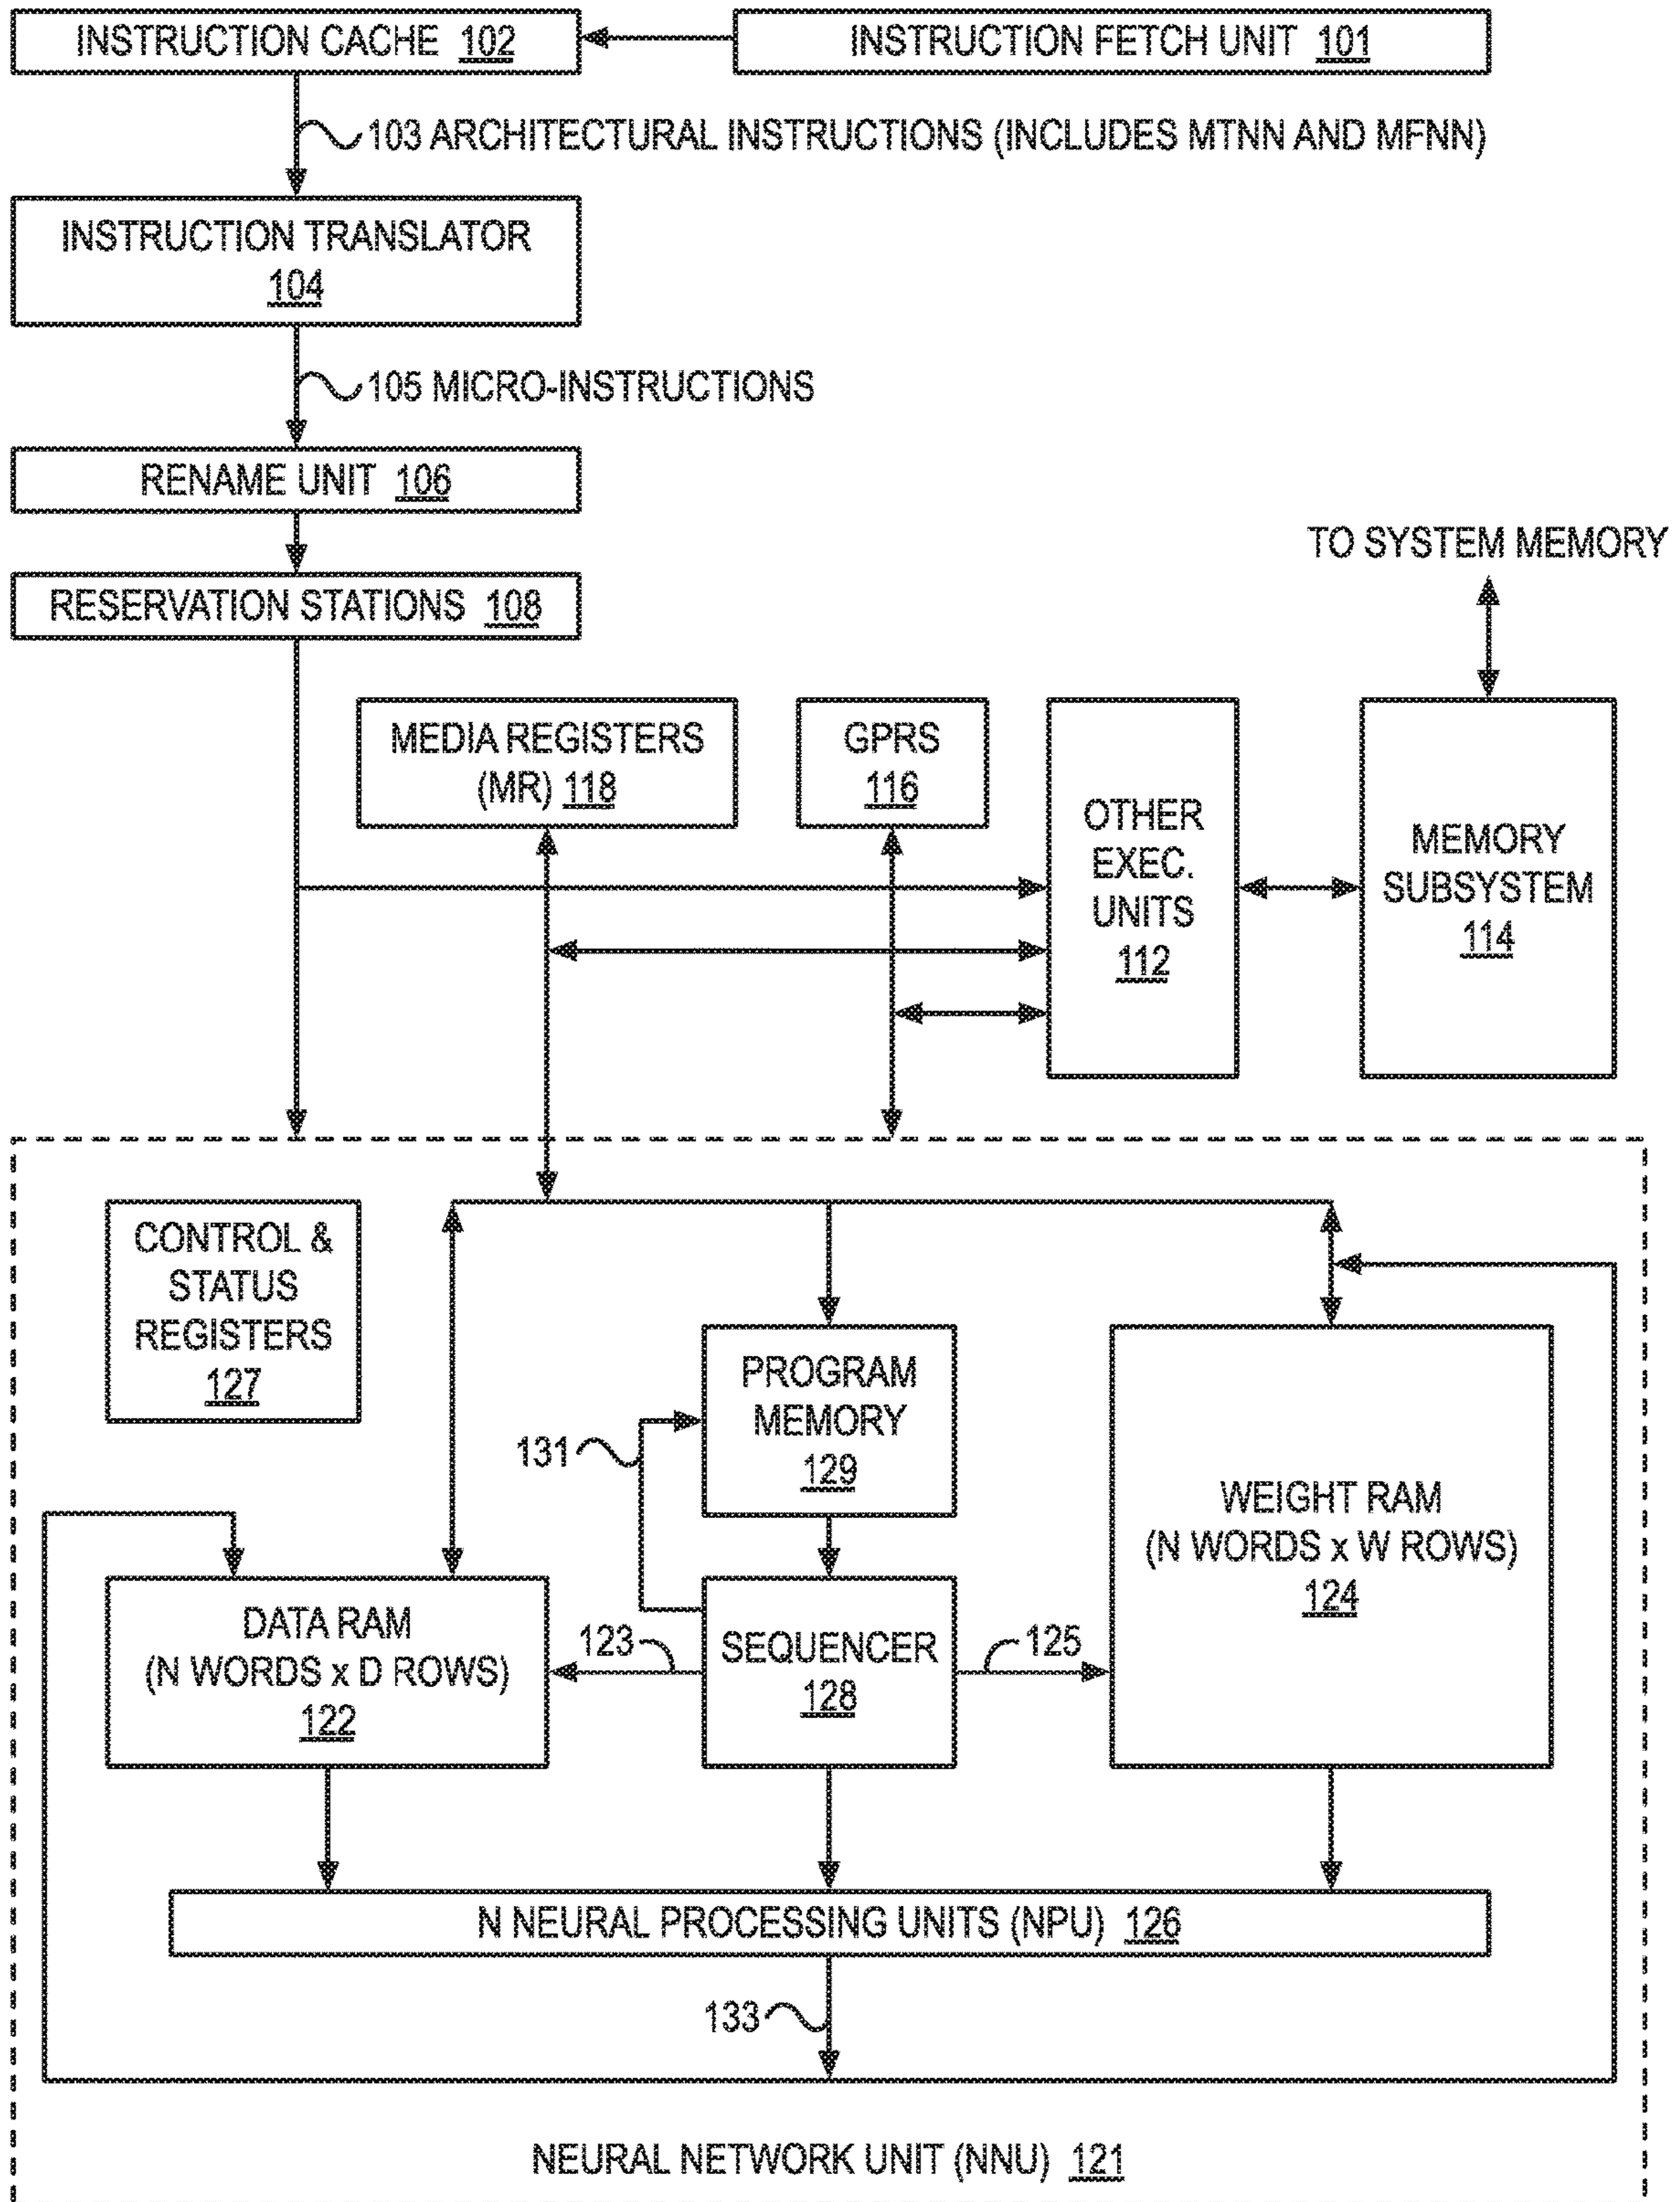 INSTRUCTION CACHE 102
INSTRUCTION FETCH UNIT 101
103 ARCHITECTURAL INSTRUCTIONS (INCLUDES MTNN AND MFNN)
INSTRUCTION TRANSLATOR
104
105 MICRO-INSTRUCTIONS
RENAME UNIT 106
TO SYSTEM MEMORY
RESERVATION STATIONS 108
MEDIA REGISTERS
(MR) 118
GPRS
116
OTHER
EXEC.
UNITS
112
MEMORY
SUBSYSTEM
114
CONTROL &
STATUS
REGISTERS
127
PROGRAM
MEMORY
129
131
WEIGHT RAM
(N WORDS x W ROWS)
124
DATA RAM
(N WORDS x D ROWS)
122
123
SEQUENCER
128
125
N NEURAL PROCESSING UNITS (NPU) 126
133
NEURAL NETWORK UNIT (NNU) 121